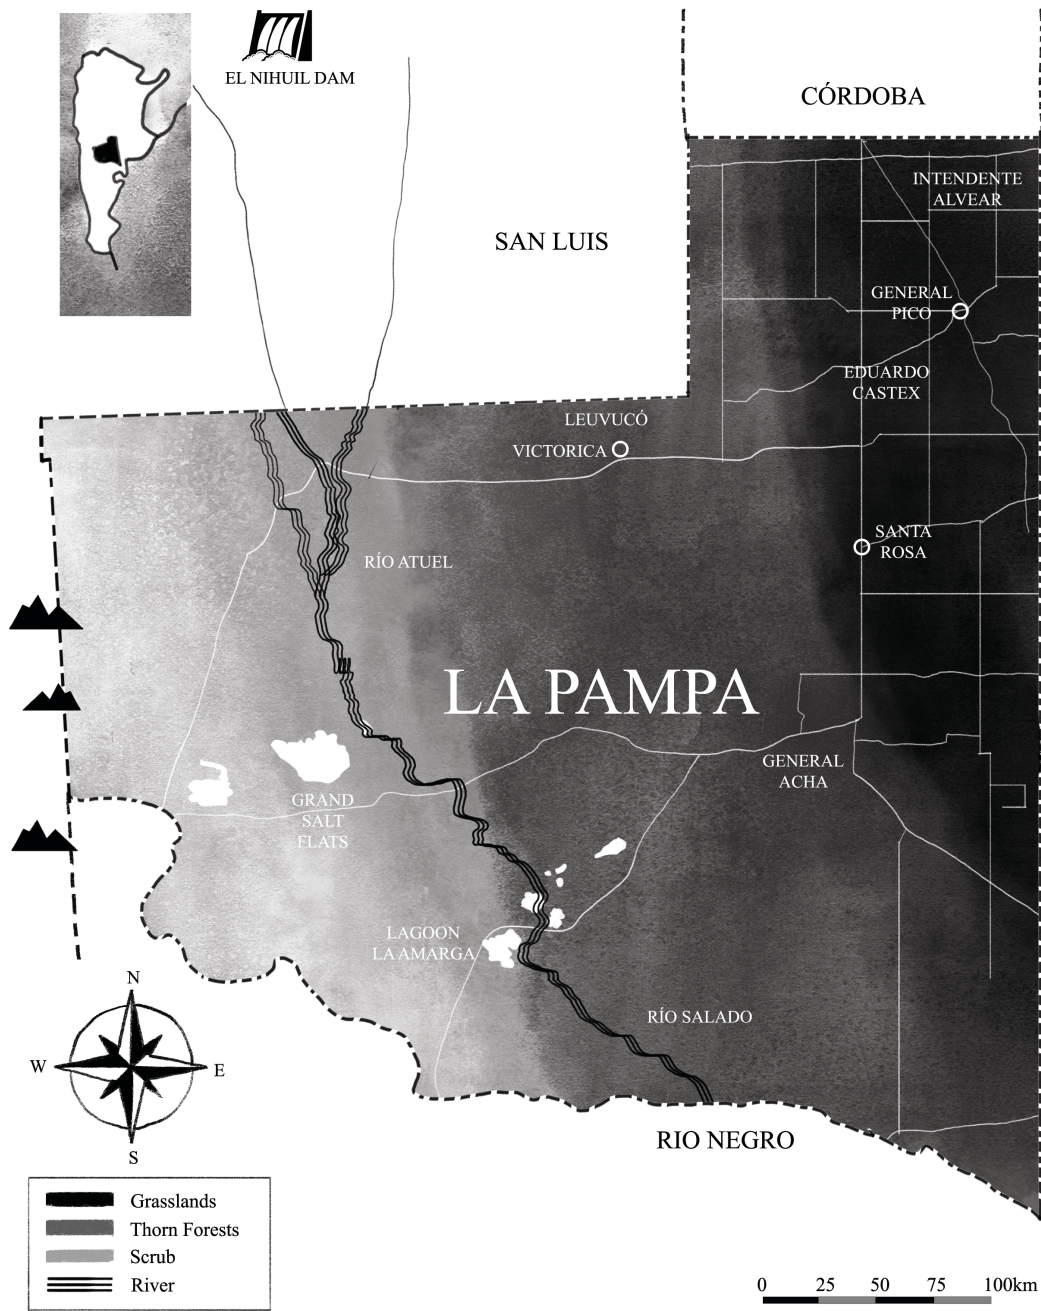 EL NIHUIL DAM
CÓRDOBA
INTENDENTE
ALVEAR
SAN LUIS
GENERAL
PICO
EDUARDO
CASTEX
LEUVUCÓ
VICTORICA
SANTA
ROSA
RÍO ATUEL
LA PAMPA
GENERAL
ACHA
GRAND
SALT
FLATS
LAGOON
LA AMARGA
RÍO SALADO
N
W
E
S
RIO NEGRO
Grasslands
Thorn Forests
Scrub
River
0 25 50 75 100km